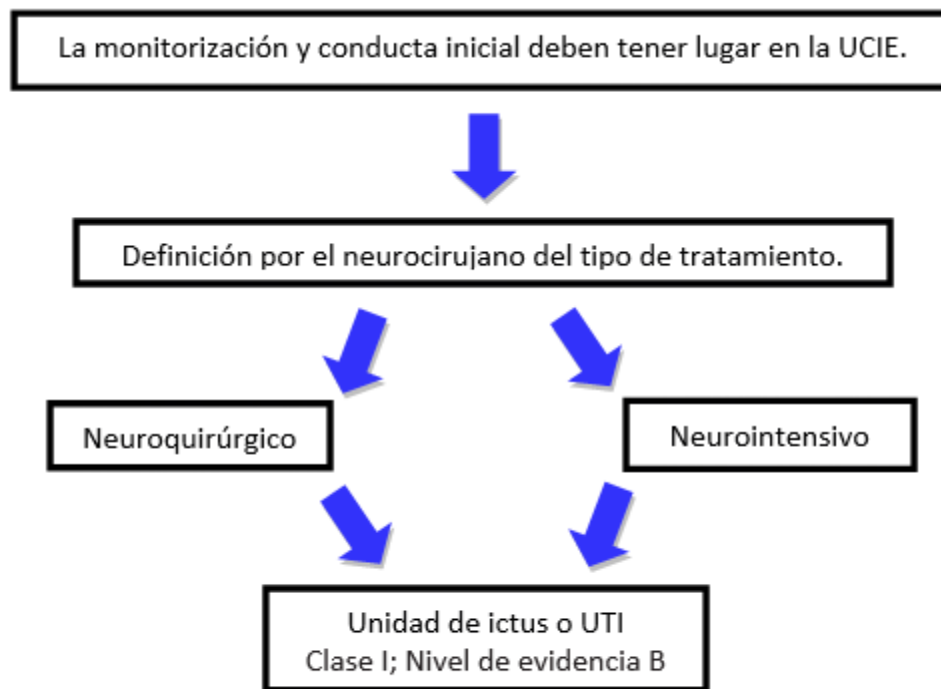 La monitorización y conducta inicial deben tener lugar en la UCIE.
Definición por el neurocirujano del tipo de tratamiento.
Neuroquirúrgico
Neurointensivo
Unidad de ictus o UTI
Clase I; Nivel de evidencia B